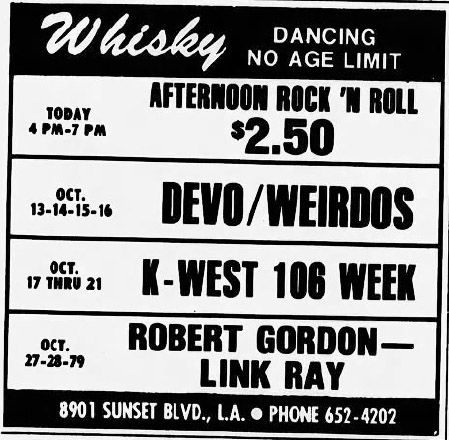 Whisky
DANCING
NO AGE LIMIT
TODAY
4 PM-7 PM
AFTERNOON ROCK 'N ROLL
$2.50
OCT.
13-14-15-16
DEVO/WEIRDOS
OCT.
17 THRU 21
K-WEST 106 WEEK
OCT.
27-28-79
ROBERT GORDON—
LINK RAY
8901 SUNSET BLVD., L.A. ● PHONE 652-4202